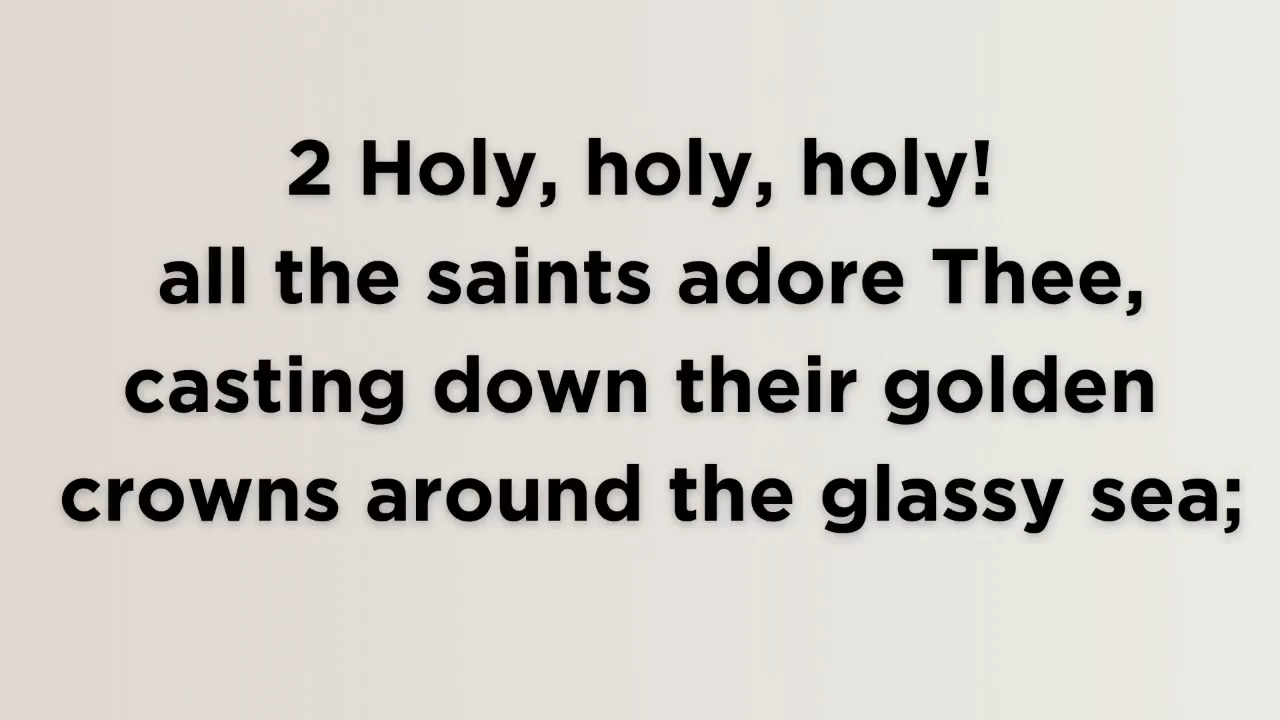 2 Holy, holy, holy!
all the saints adore Thee,
casting down their golden
crowns around the glassy sea;